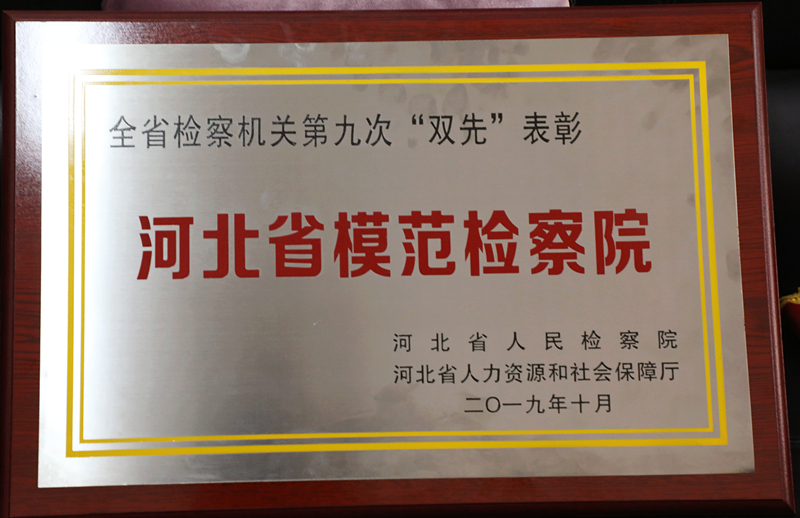 全省检察机关第九次“双先”表彰
河北省模范检察院
河北省人民检察院
河北省人力资源和社会保障厅
二〇一九年十月